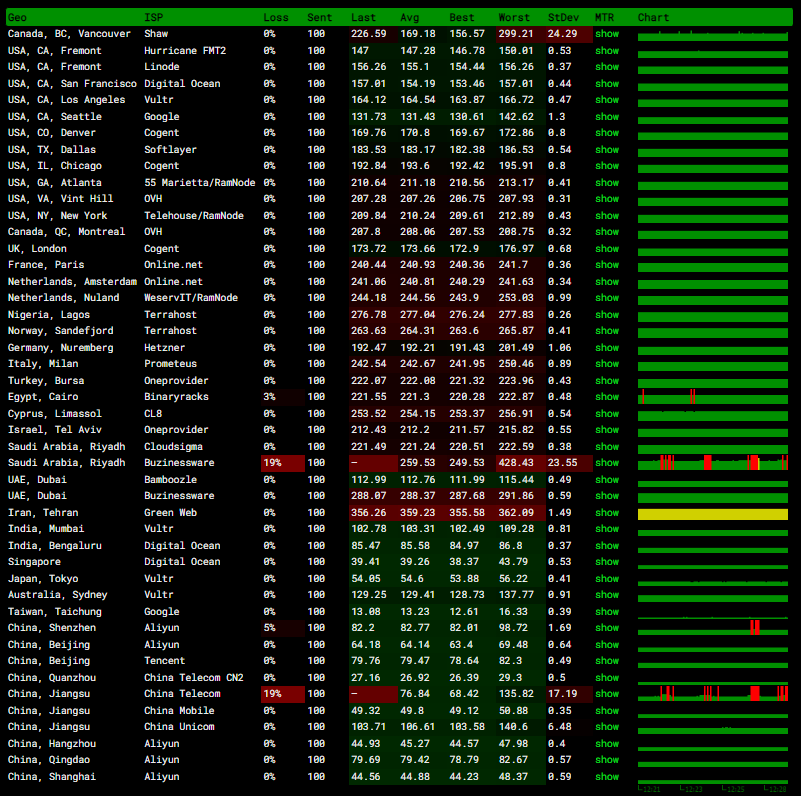 Geo ISP Loss Sent Last Avg Best Worst StDev MTR Chart
Canada, BC, Vancouver Shaw 0% 100 226.59 169.18 156.57 299.21 24.29 show
USA, CA, Fremont Hurricane FMT2 0% 100 147 147.28 146.78 150.01 0.53 show
USA, CA, Fremont Linode 0% 100 156.26 155.1 154.44 156.26 0.37 show
USA, CA, San Francisco Digital Ocean 0% 100 157.01 154.19 153.46 157.01 0.44 show
USA, CA, Los Angeles Vultr 0% 100 164.12 164.54 163.87 166.72 0.47 show
USA, CA, Seattle Google 0% 100 131.73 131.43 130.61 142.62 1.3 show
USA, CO, Denver Cogent 0% 100 169.76 170.8 169.67 172.86 0.8 show
USA, TX, Dallas Softlayer 0% 100 183.53 183.17 182.38 186.53 0.54 show
USA, IL, Chicago Cogent 0% 100 192.84 193.6 192.42 195.91 0.8 show
USA, GA, Atlanta 55 Marietta/RamNode 0% 100 210.64 211.18 210.56 213.17 0.41 show
USA, VA, Vint Hill OVH 0% 100 207.28 207.26 206.75 207.93 0.31 show
USA, NY, New York Telehouse/RamNode 0% 100 209.84 210.24 209.61 212.89 0.43 show
Canada, QC, Montreal OVH 0% 100 207.8 208.06 207.53 208.75 0.32 show
UK, London Cogent 0% 100 173.72 173.66 172.9 176.97 0.68 show
France, Paris Online.net 0% 100 240.44 240.93 240.36 241.7 0.36 show
Netherlands, Amsterdam Online.net 0% 100 241.06 240.81 240.29 241.63 0.34 show
Netherlands, Nuland WeservIT/RamNode 0% 100 244.18 244.56 243.9 253.03 0.99 show
Nigeria, Lagos Terrahost 0% 100 276.78 277.04 276.24 277.83 0.26 show
Norway, Sandefjord Terrahost 0% 100 263.63 264.31 263.6 265.87 0.41 show
Germany, Nuremberg Hetzner 0% 100 192.47 192.21 191.43 201.49 1.06 show
Italy, Milan Prometeus 0% 100 242.54 242.67 241.95 250.46 0.89 show
Turkey, Bursa Oneprovider 0% 100 222.07 222.08 221.32 223.96 0.43 show
Egypt, Cairo Binaryracks 3% 100 221.55 221.3 220.28 222.87 0.48 show
Cyprus, Limassol CL8 0% 100 253.52 254.15 253.37 256.91 0.54 show
Israel, Tel Aviv Oneprovider 0% 100 212.43 212.2 211.57 215.82 0.55 show
Saudi Arabia, Riyadh Cloudsigma 0% 100 221.49 221.24 220.51 222.59 0.38 show
Saudi Arabia, Riyadh Buzinessware 19% 100 – 259.53 249.53 428.43 23.55 show
UAE, Dubai Bamboozle 0% 100 112.99 112.76 111.99 115.44 0.49 show
UAE, Dubai Buzinessware 0% 100 288.07 288.37 287.68 291.86 0.59 show
Iran, Tehran Green Web 0% 100 356.26 359.23 355.58 362.09 1.49 show
India, Mumbai Vultr 0% 100 102.78 103.31 102.49 109.28 0.81 show
India, Bengaluru Digital Ocean 0% 100 85.47 85.58 84.97 86.8 0.37 show
Singapore Digital Ocean 0% 100 39.41 39.26 38.37 43.79 0.53 show
Japan, Tokyo Vultr 0% 100 54.05 54.6 53.88 56.22 0.41 show
Australia, Sydney Vultr 0% 100 129.25 129.41 128.73 137.77 0.91 show
Taiwan, Taichung Google 0% 100 13.08 13.23 12.61 16.33 0.39 show
China, Shenzhen Aliyun 5% 100 82.2 82.77 82.01 98.72 1.69 show
China, Beijing Aliyun 0% 100 64.18 64.14 63.4 69.48 0.64 show
China, Beijing Tencent 0% 100 79.76 79.47 78.64 82.3 0.49 show
China, Quanzhou China Telecom CN2 0% 100 27.16 26.92 26.39 29.3 0.5 show
China, Jiangsu China Telecom 19% 100 – 76.84 68.42 135.82 17.19 show
China, Jiangsu China Mobile 0% 100 49.32 49.8 49.12 50.88 0.35 show
China, Jiangsu China Unicom 0% 100 103.71 106.61 103.58 140.6 6.48 show
China, Hangzhou Aliyun 0% 100 44.93 45.27 44.57 47.98 0.4 show
China, Qingdao Aliyun 0% 100 79.69 79.42 78.79 82.67 0.57 show
China, Shanghai Aliyun 0% 100 44.56 44.88 44.23 48.37 0.59 show
12:21 12:23 12:25 12:28